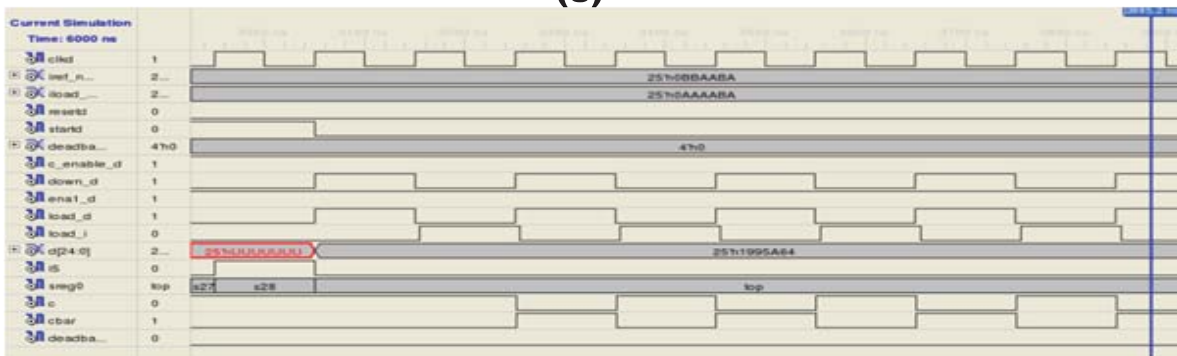 Current Simulation
Time: 6000 ns
clkd 1
iref_n... 2... 25'h0BBAABA
iload_... 2... 25'h0AAAABA
resetd 0
startd 0
deadba... 4'h0 4'h0
c_enable_d 1
down_d 1
ena1_d 1
load_d 1
load_i 0
d[24:0] 2... 25'hUUUUUUU 25'h1995A64
i5 0
sreg0 top s27 s28 top
c 0
cbar 1
deadba... 0